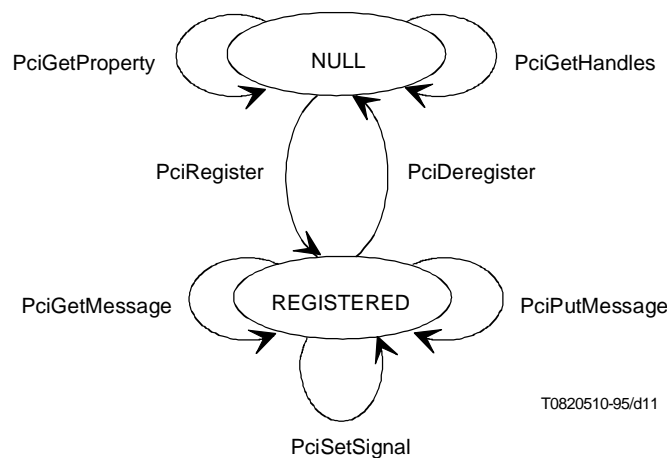 PciGetProperty
NULL
PciGetHandles
PciRegister
PciDeregister
PciGetMessage
REGISTERED
PciPutMessage
PciSetSignal
T0820510-95/d11